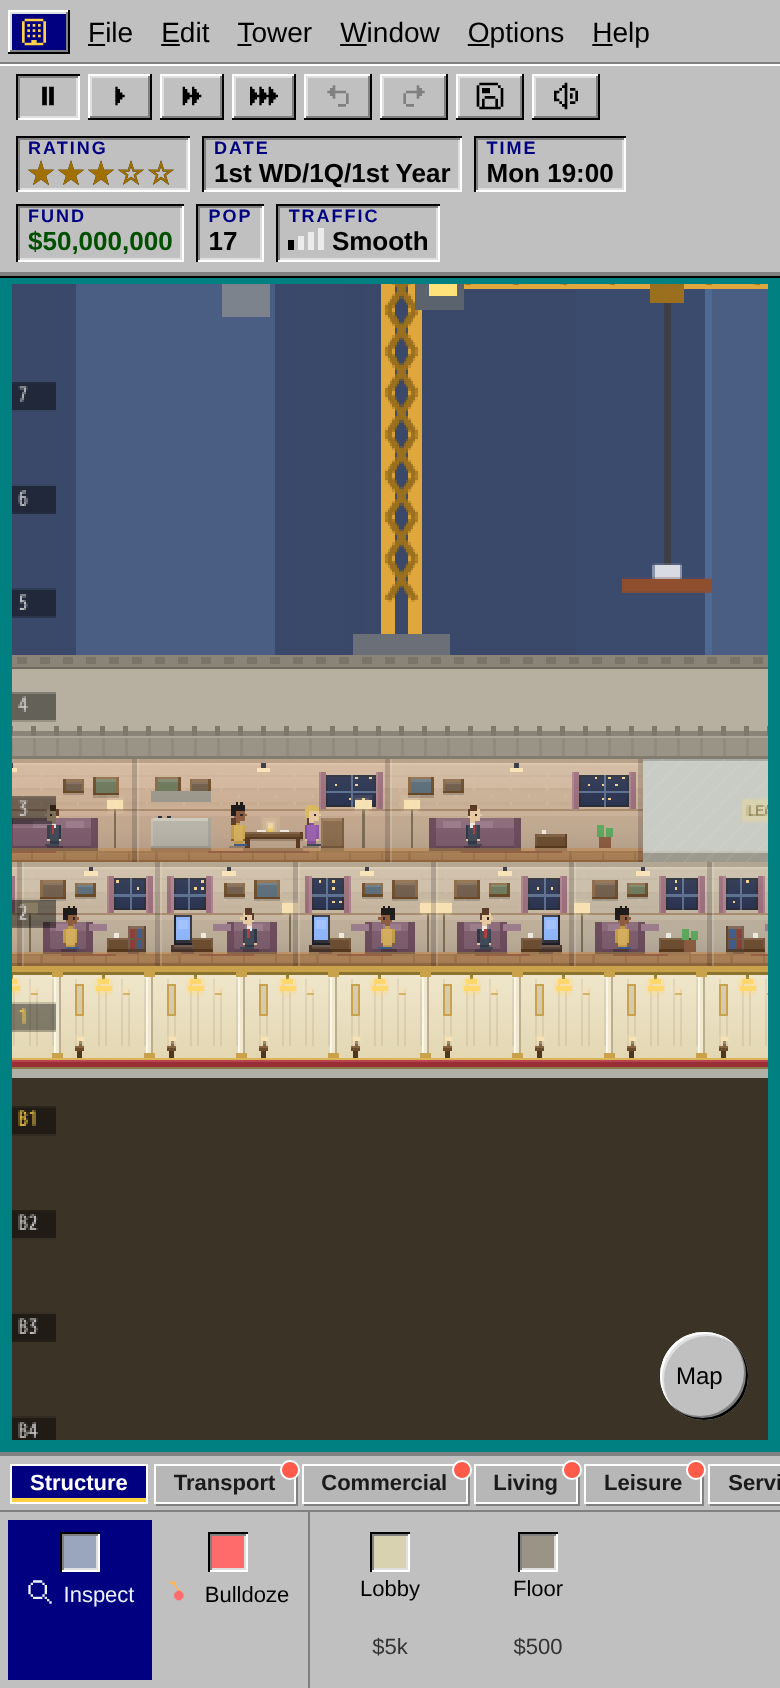 File Edit Tower Window Options Help
RATING DATE TIME
1st WD/1Q/1st Year Mon 19:00
FUND POP TRAFFIC
$50,000,000 17 Smooth
7
6
5
4
3
2
1
B1
B2
B3
B4
Map
Structure Transport Commercial Living Leisure Servi
Inspect Bulldoze Lobby Floor
$5k $500